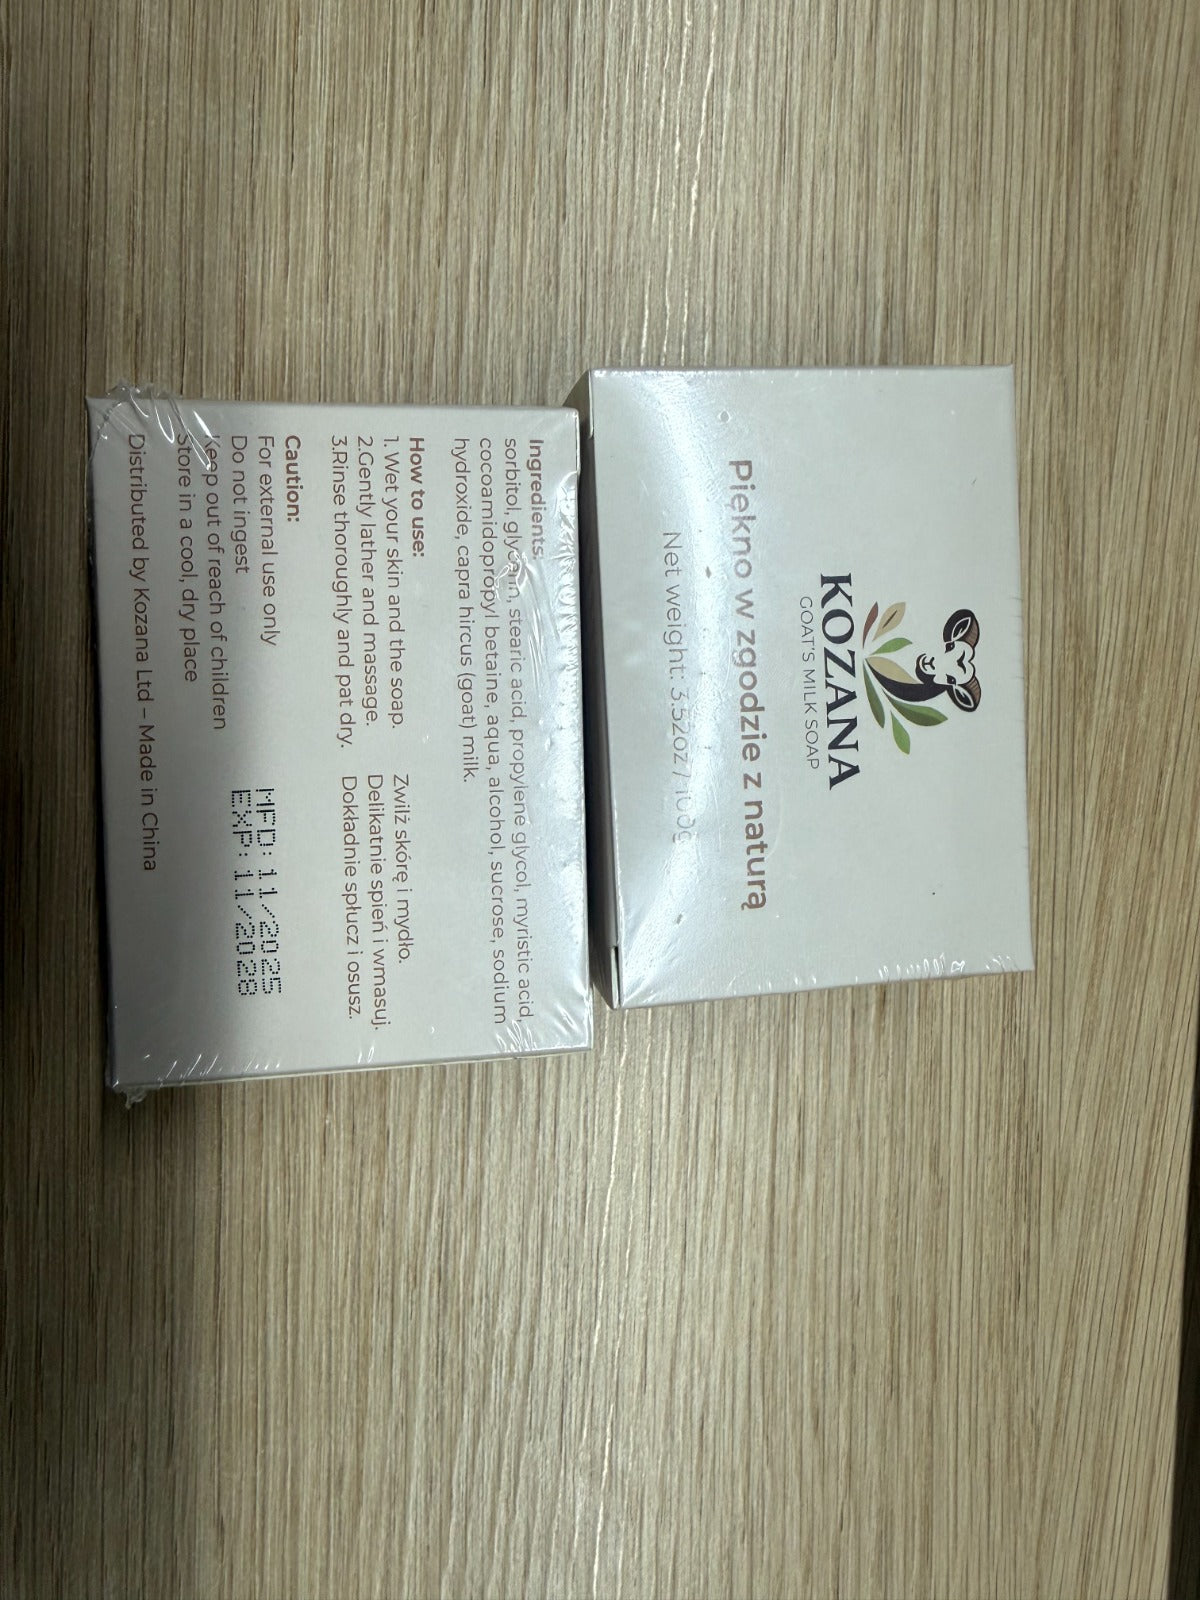 KOZANA
GOAT'S MILK SOAP
Piękno w zgodzie z naturą
Net weight: 3.52oz / 100g
Ingredients:
sorbitol, glycerin, stearic acid, propylene glycol, myristic acid,
cocoamidopropyl betaine, aqua, alcohol, sucrose, sodium
hydroxide, capra hircus (goat) milk.
How to use:
1. Wet your skin and the soap.
2.Gently lather and massage.
3.Rinse thoroughly and pat dry.
Zwilż skórę i mydło.
Delikatnie spień i wmasuj.
Dokładnie spłucz i osusz.
Caution:
For external use only
Do not ingest
Keep out of reach of children
Store in a cool, dry place
MFD: 11/2025
EXP: 11/2028
Distributed by Kozana Ltd – Made in China